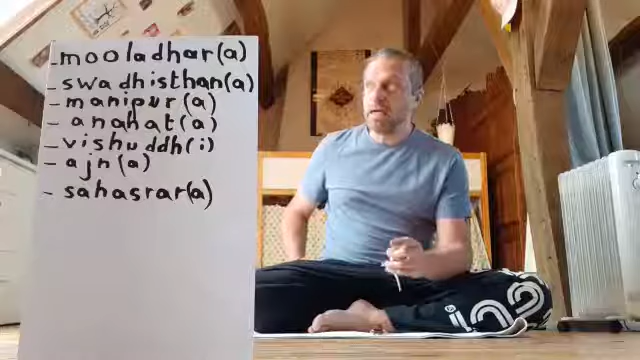 - mooladhar(a)
- swadhisthan(a)
- manipur(a)
- anahat(a)
- vishuddh(i)
- ajn(a)
- sahasrar(a)